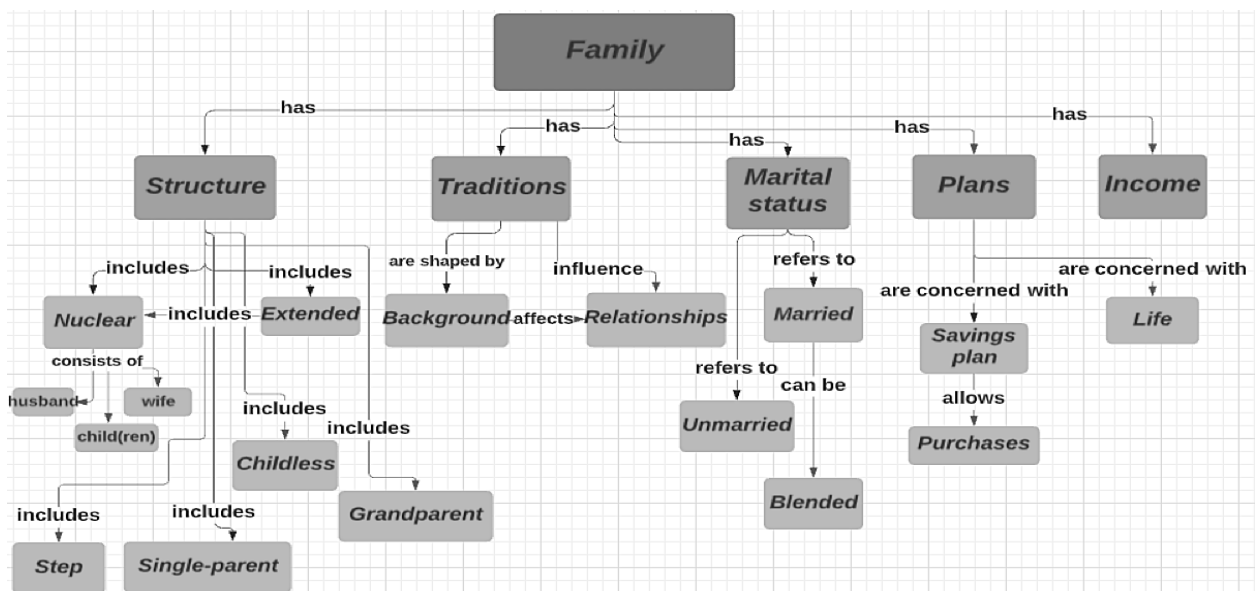 Family
has
has
has
has
has
Structure
Traditions
Marital
status
Plans
Income
includes
includes
are shaped by
influence
refers to
are concerned with
are concerned with
Nuclear
includes
Extended
Background
affects
Relationships
Married
Savings
plan
Life
consists of
husband
wife
child(ren)
includes
includes
refers to
can be
allows
Childless
Unmarried
Purchases
Grandparent
Blended
includes
includes
Step
Single-parent